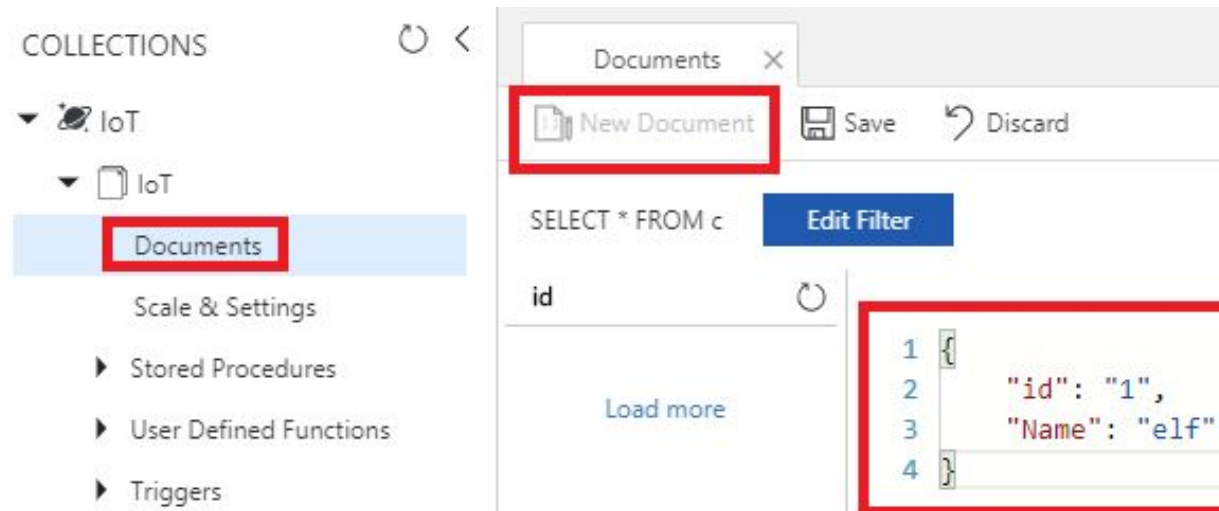 COLLECTIONS
IoT
IoT
Documents
Scale & Settings
Stored Procedures
User Defined Functions
Triggers
Documents
New Document Save Discard
SELECT * FROM c Edit Filter
id
Load more
1 {
2 "id": "1",
3 "Name": "elf"
4 }